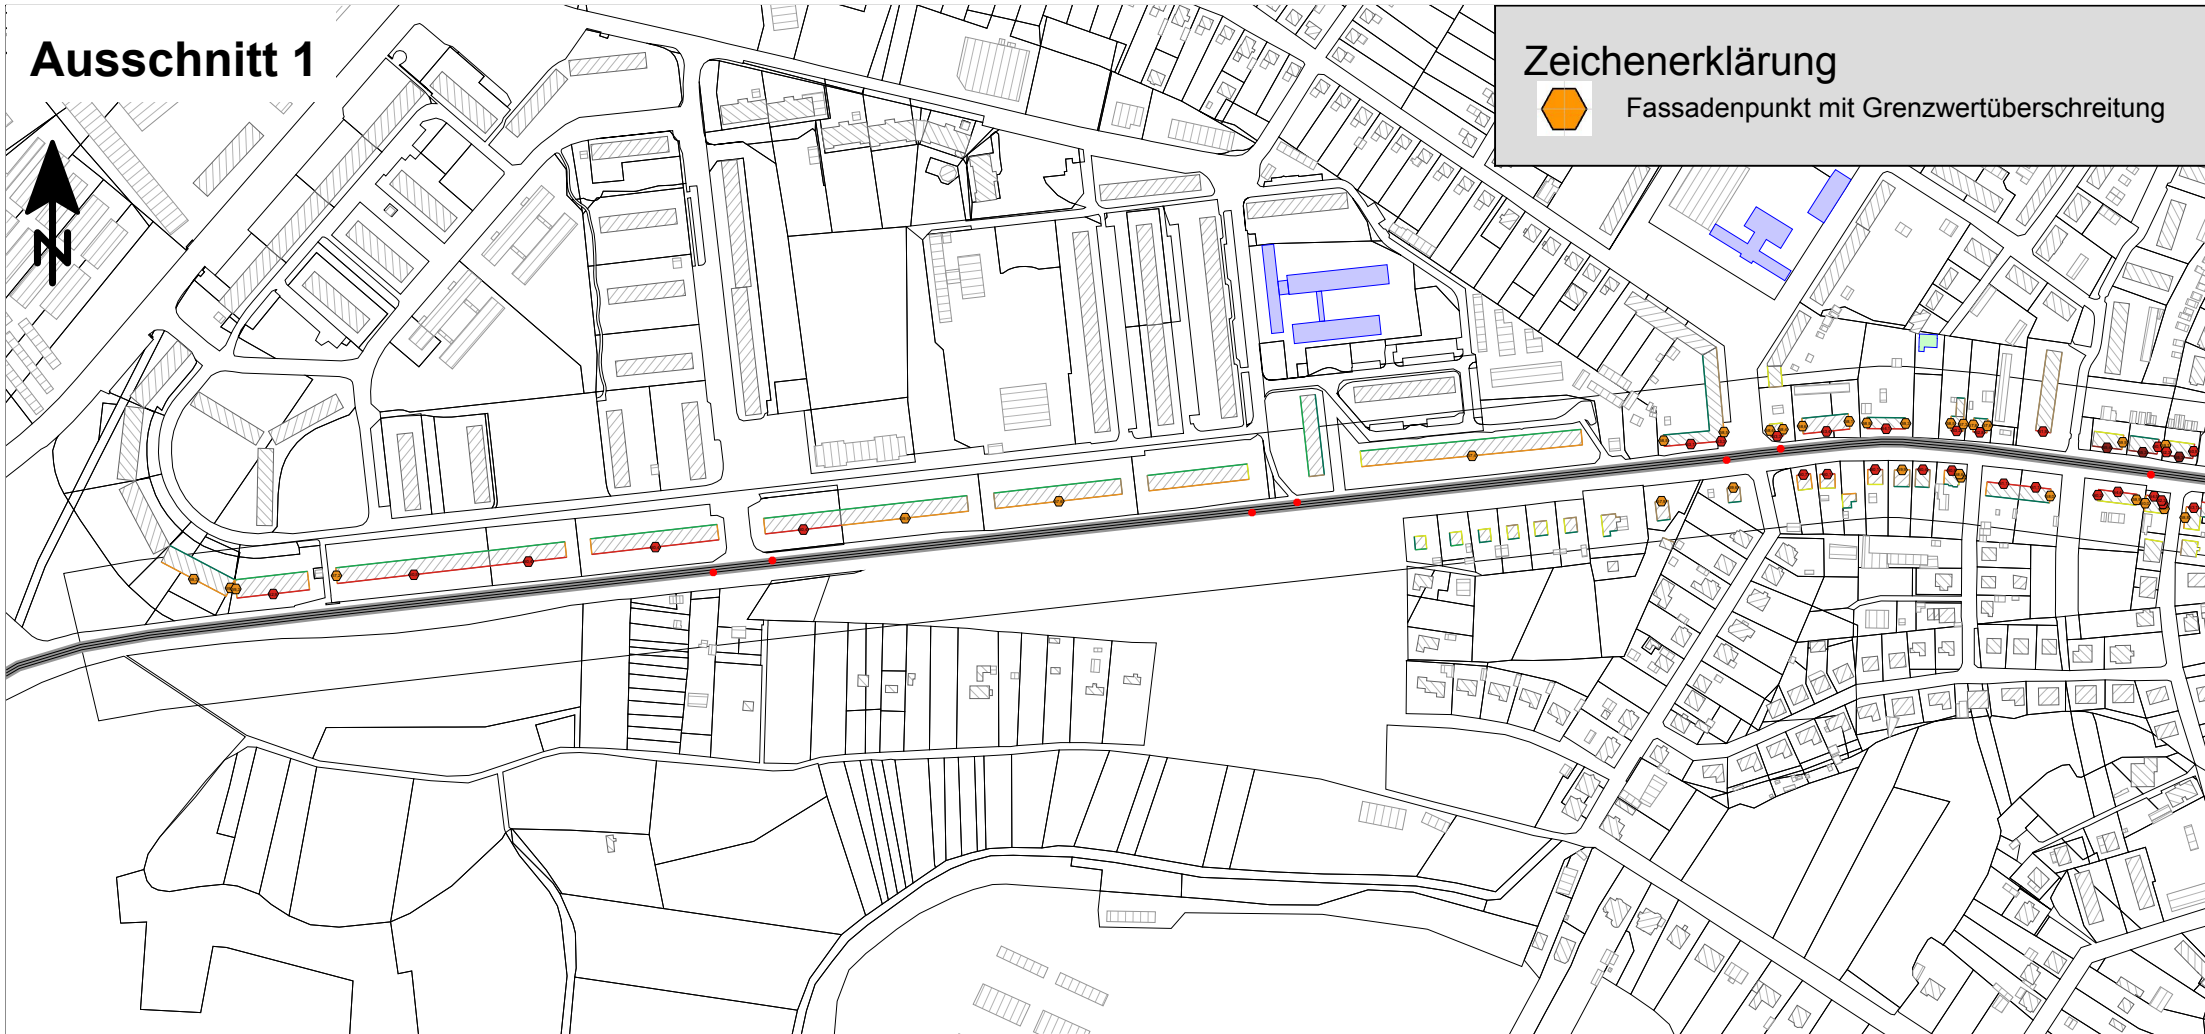 Ausschnitt 1
Zeichenerklärung
Fassadenpunkt mit Grenzwertüberschreitung
N